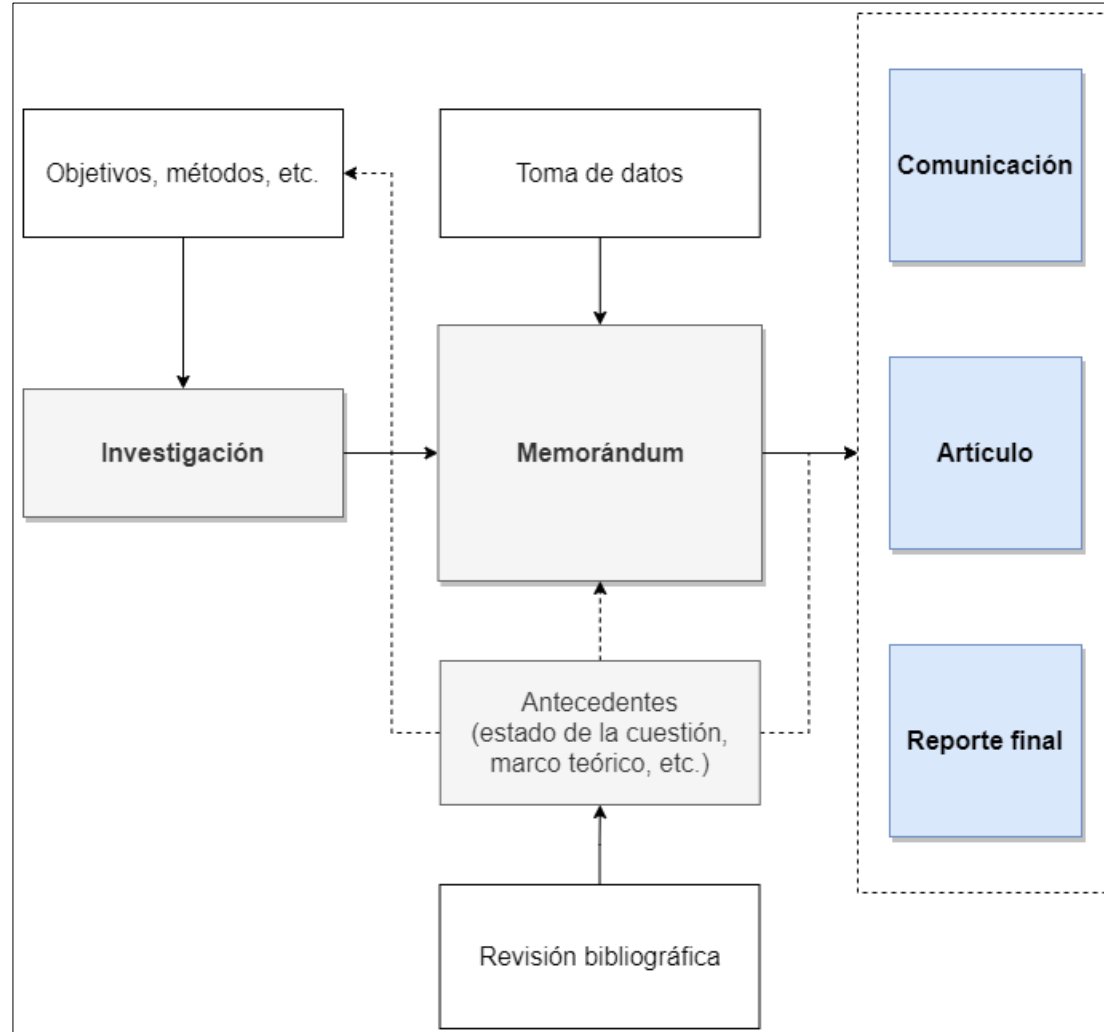 Objetivos, métodos, etc.
Toma de datos
Comunicación
Investigación
Memorándum
Artículo
Antecedentes
(estado de la cuestión,
marco teórico, etc.)
Reporte final
Revisión bibliográfica